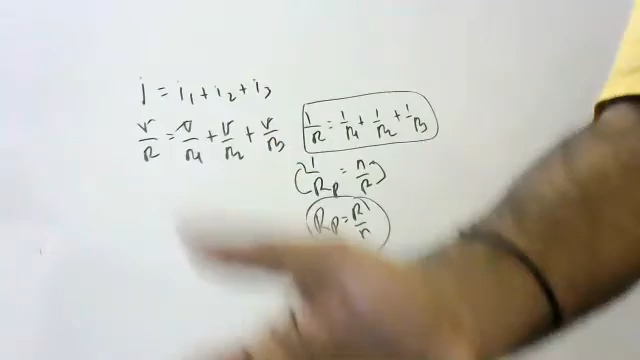 i = i₁ + i₂ + i₃
v/R = v/r₁ + v/r₂ + v/r₃
1/R = 1/r₁ + 1/r₂ + 1/r₃
1/Rp = n/R
Rp = R/n